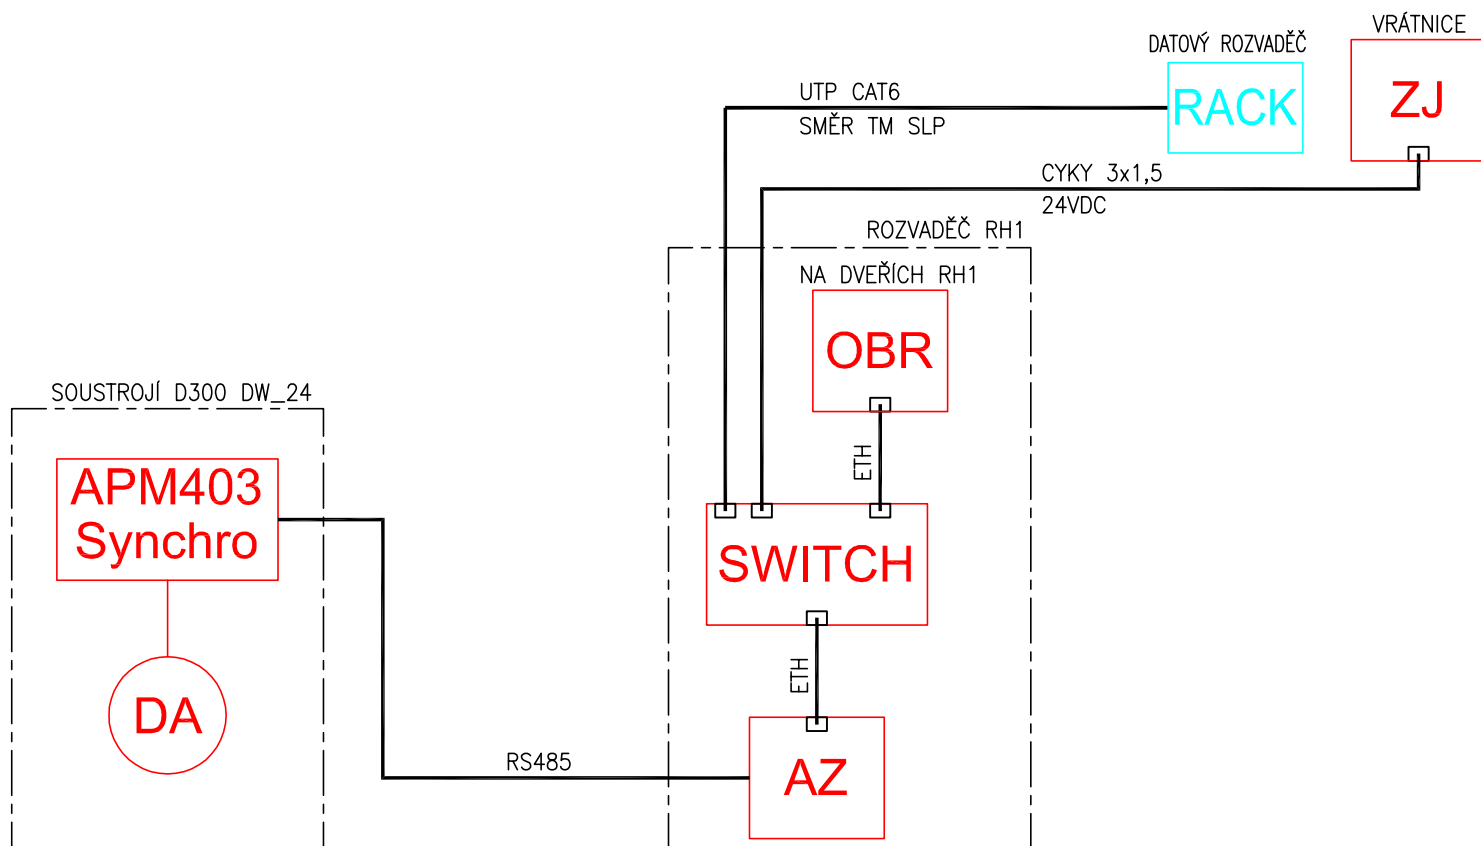 VRÁTNICE
DATOVÝ ROZVADĚČ
ZJ
RACK
UTP CAT6
SMĚR TM SLP
CYKY 3x1,5
24VDC
ROZVADĚČ RH1
NA DVEŘÍCH RH1
OBR
SOUSTROJÍ D300 DW_24
APM403
Synchro
ETH
SWITCH
ETH
DA
RS485
AZ